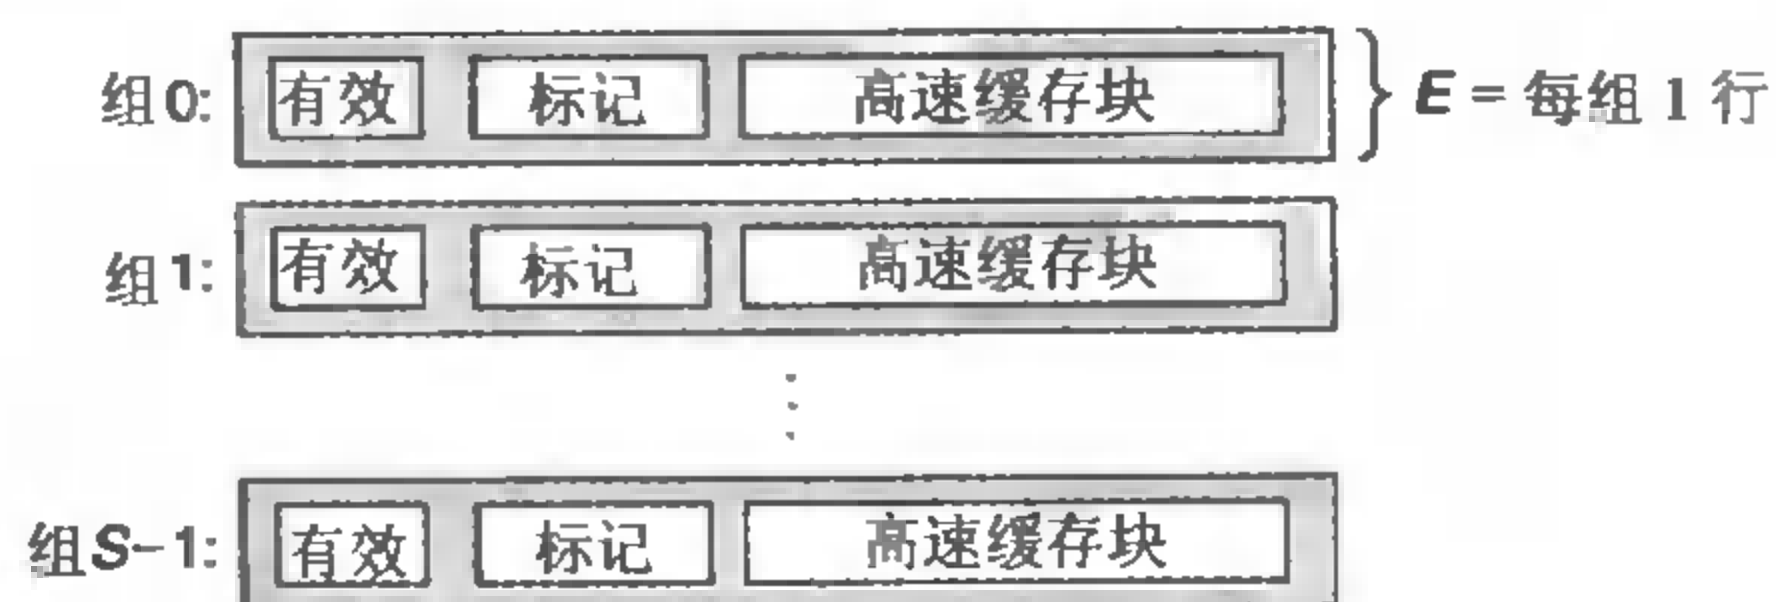 组0: 有效 标记 高速缓存块 E = 每组 1 行
组1: 有效 标记 高速缓存块
组S-1: 有效 标记 高速缓存块